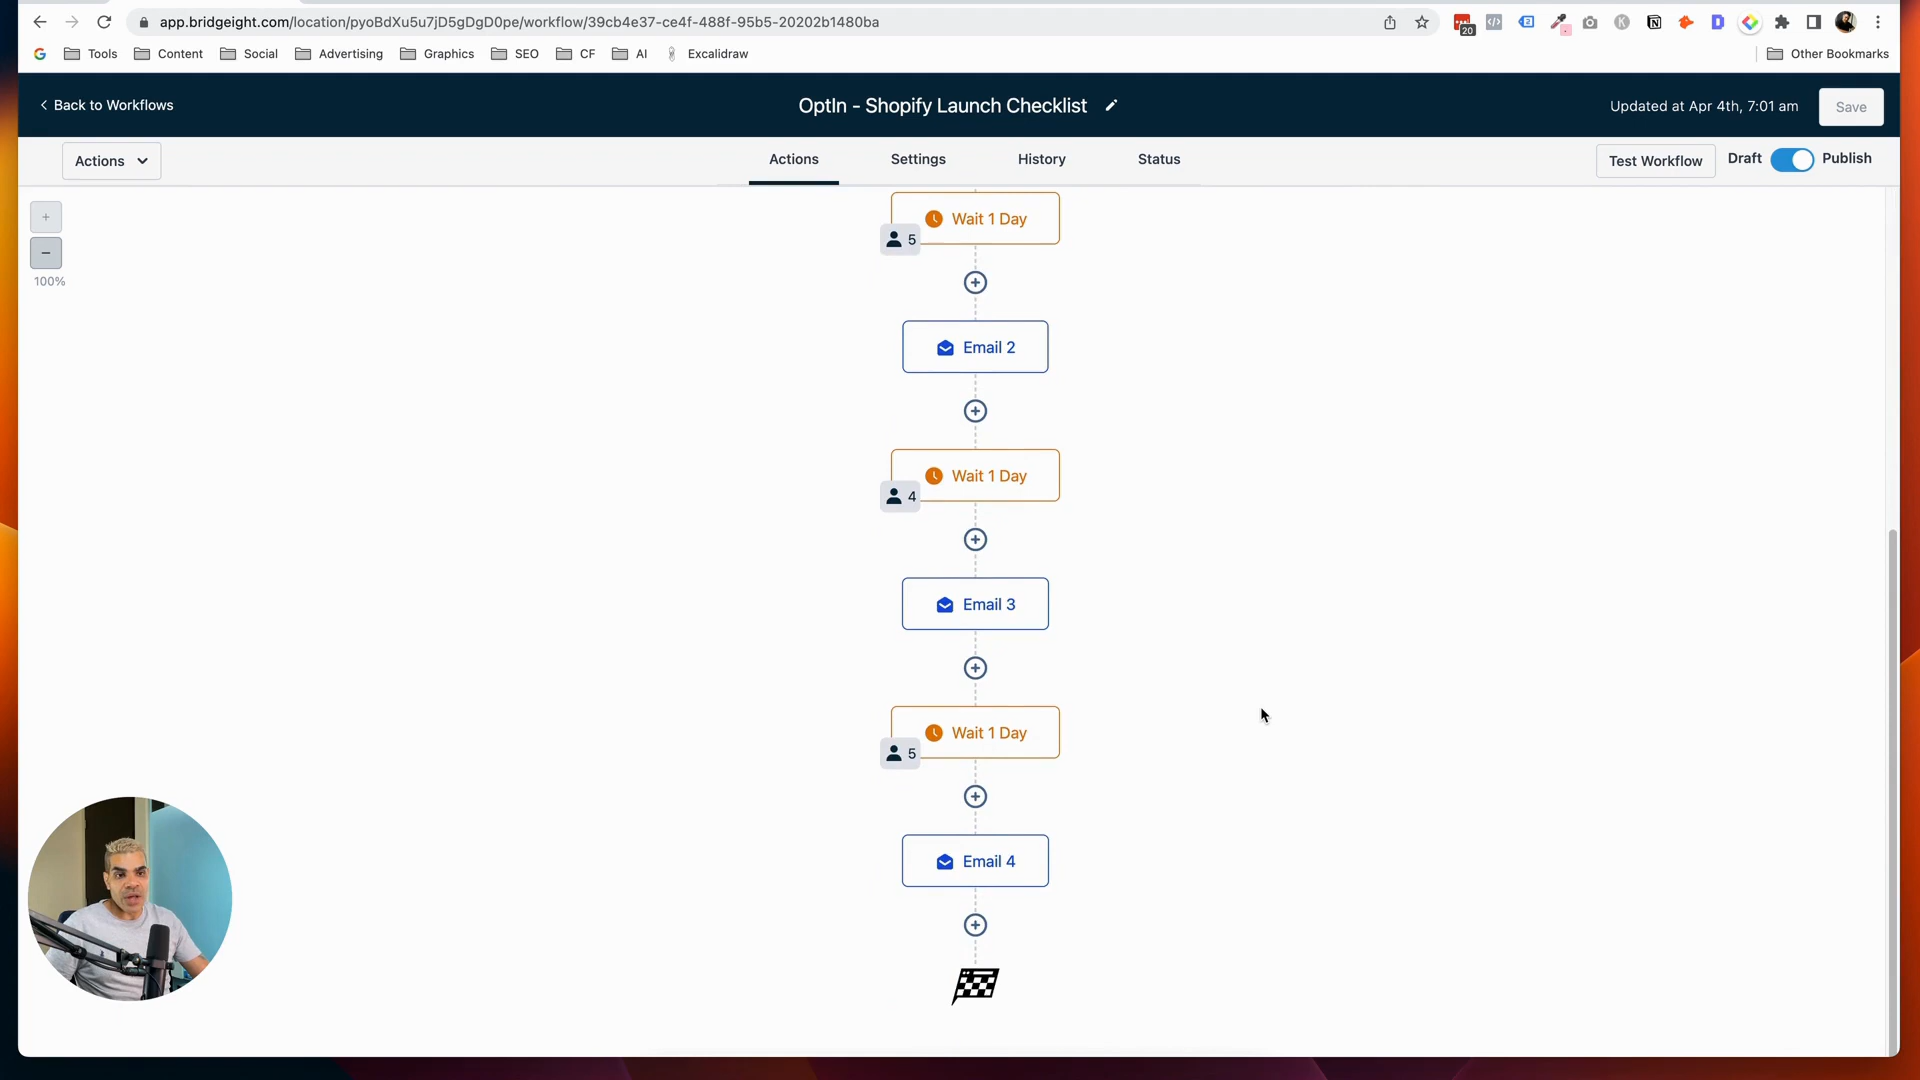 app.bridgeight.com/location/pyoBdXu5u7jD5gDgD0pe/workflow/39cb4e37-ce4f-488f-95b5-20202b1480ba
20
Tools
Content
Social
Advertising
Graphics
SEO
CF
AI
Excalidraw
Other Bookmarks
Back to Workflows
OptIn - Shopify Launch Checklist
Updated at Apr 4th, 7:01 am
Save
Actions
Actions
Settings
History
Status
Test Workflow
Draft
Publish
+
−
100%
Wait 1 Day
5
Email 2
Wait 1 Day
4
Email 3
Wait 1 Day
5
Email 4